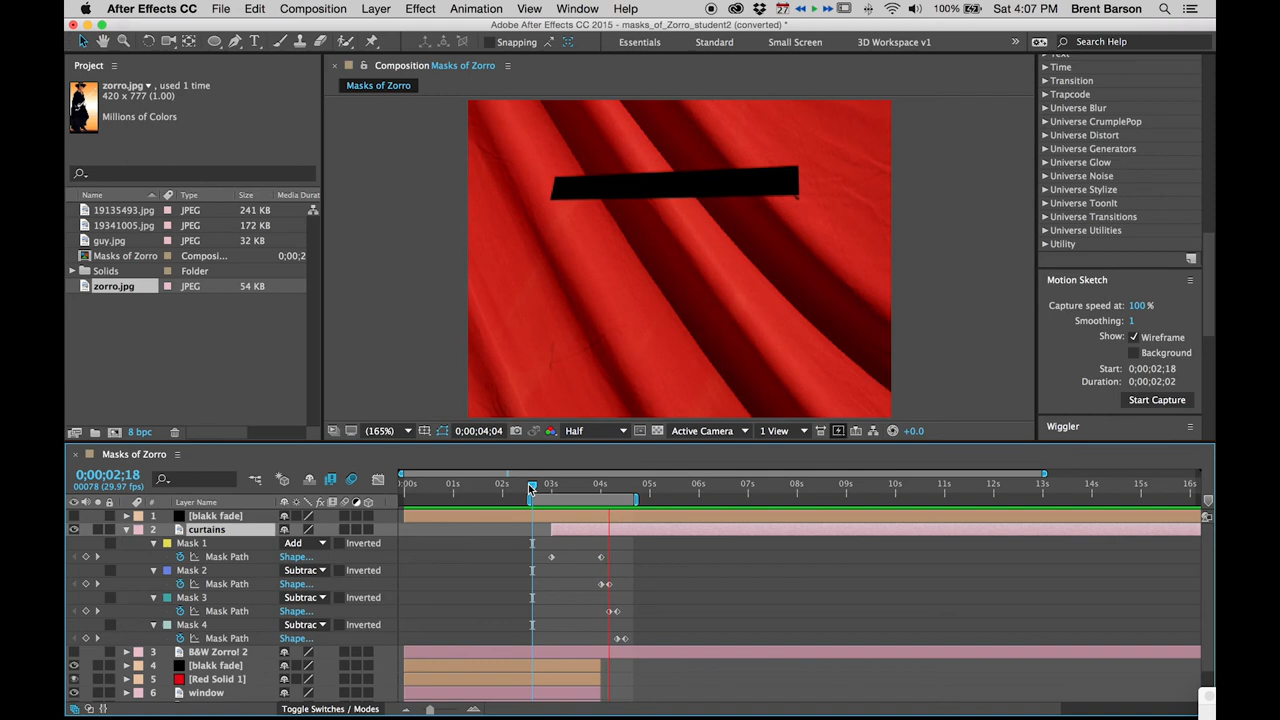 After Effects CC File Edit Composition Layer Effect Animation View Window Help 27 100% Sat 4:07 PM Brent Barson
Adobe After Effects CC 2015 - masks_of_Zorro_student2 (converted) *
Snapping Essentials Standard Small Screen 3D Workspace v1 Search Help
Project
zorro.jpg ▾, used 1 time
420 x 777 (1.00)
Millions of Colors
Name Type Size Media Durat
19135493.jpg JPEG 241 KB
19341005.jpg JPEG 172 KB
guy.jpg JPEG 32 KB
Masks of Zorro Composi... 0;00;2
Solids Folder
zorro.jpg JPEG 54 KB
8 bpc
Composition Masks of Zorro
Masks of Zorro
(165%) 0;00;04;04 Half Active Camera 1 View +0.0
Text
Time
Transition
Trapcode
Universe Blur
Universe CrumplePop
Universe Distort
Universe Generators
Universe Glow
Universe Noise
Universe Stylize
Universe ToonIt
Universe Transitions
Universe Utilities
Utility
Motion Sketch
Capture speed at: 100 %
Smoothing: 1
Show: Wireframe
Background
Start: 0;00;02;18
Duration: 0;00;02;02
Start Capture
Wiggler
Masks of Zorro
0;00;02;18
00078 (29.97 fps)
:00s 01s 02s 03s 04s 05s 06s 07s 08s 09s 10s 11s 12s 13s 14s 15s 16s
# Layer Name
1 [blakk fade]
2 curtains
Mask 1 Add Inverted
Mask Path Shape...
Mask 2 Subtrac Inverted
Mask Path Shape...
Mask 3 Subtrac Inverted
Mask Path Shape...
Mask 4 Subtrac Inverted
Mask Path Shape...
3 B&W Zorro! 2
4 [blakk fade]
5 [Red Solid 1]
6 window
Toggle Switches / Modes